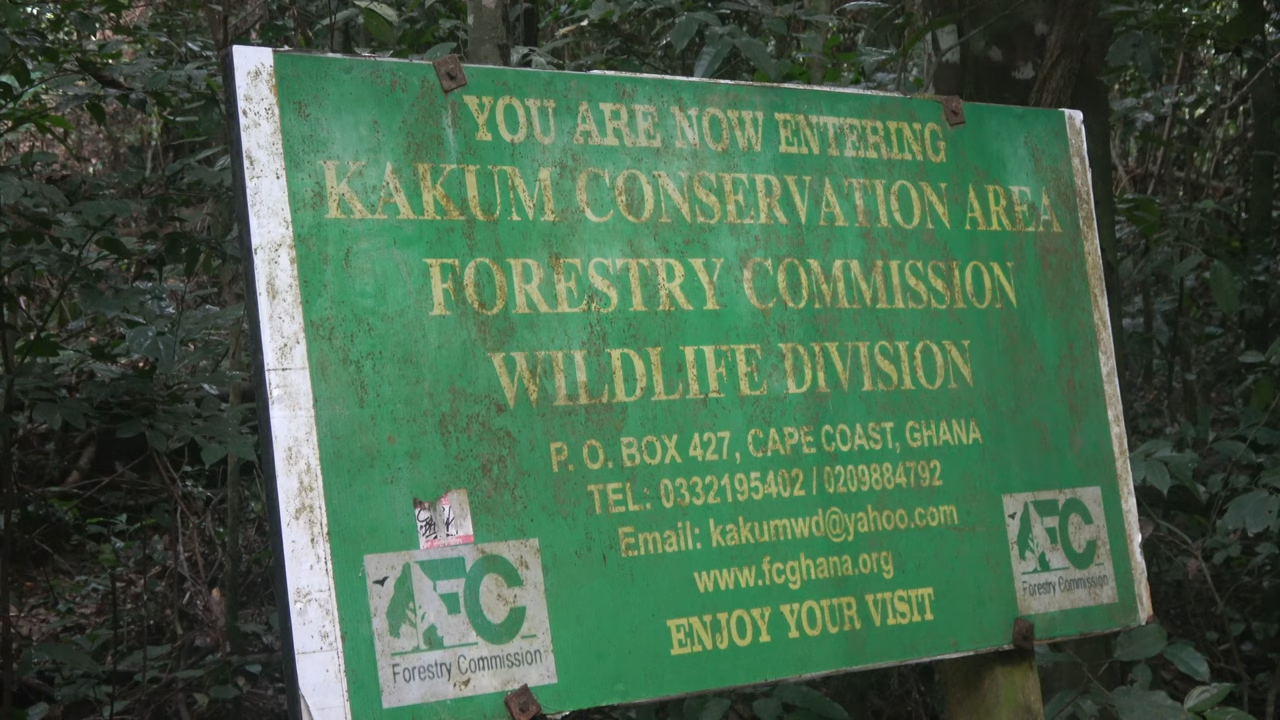 YOU ARE NOW ENTERING
KAKUM CONSERVATION AREA
FORESTRY COMMISSION
WILDLIFE DIVISION
P. O. BOX 427, CAPE COAST, GHANA
TEL: 0332195402 / 0209884792
Email: kakumwd@yahoo.com
www.fcghana.org
ENJOY YOUR VISIT
FC
Forestry Commission
FC
Forestry Commission